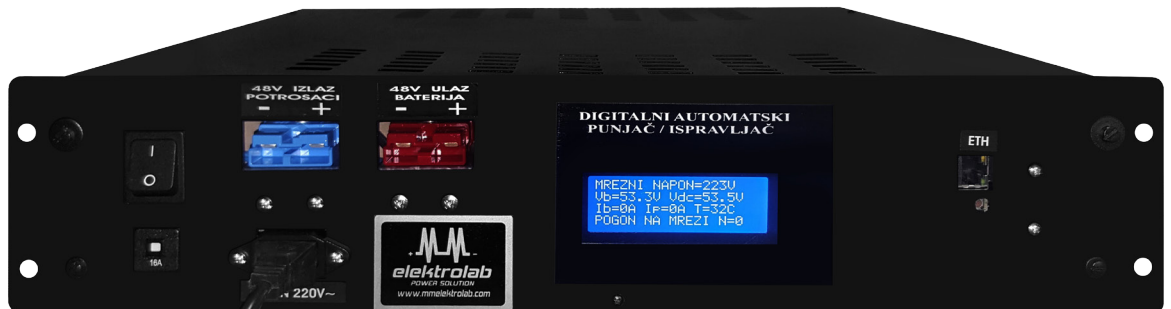 48V IZLAZ
POTROSACI
- +
48V ULAZ
BATERIJA
- +
DIGITALNI AUTOMATSKI
PUNJAČ / ISPRAVLJAČ
ETH
I
O
MREZNI NAPON=223V
Vb=53.3V Vdc=53.5V
Ib=0A Ip=0A T=32C
POGON NA MREZI N=0
16A
220V~
+ MM -
elektrolab
POWER SOLUTION
www.mmelektrolab.com